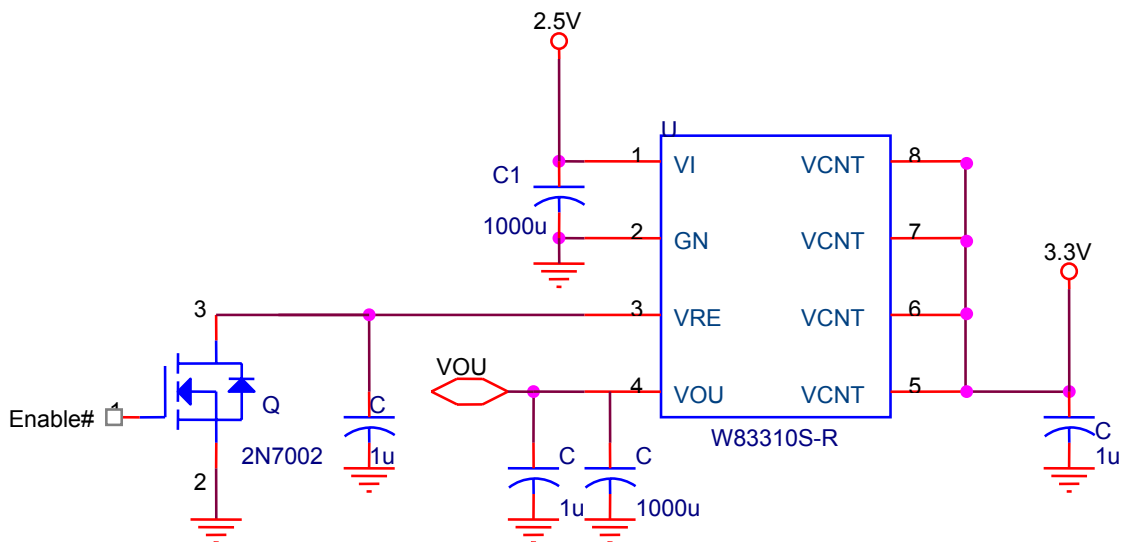 2.5V
U
1 VI VCNT 8
C1
1000u
2 GN VCNT 7
3.3V
3
3 VRE VCNT 6
VOU
4 VOU VCNT 5
Enable# 1
Q
C
C
2N7002
1u
W83310S-R
1u
2
C
C
1u
1000u